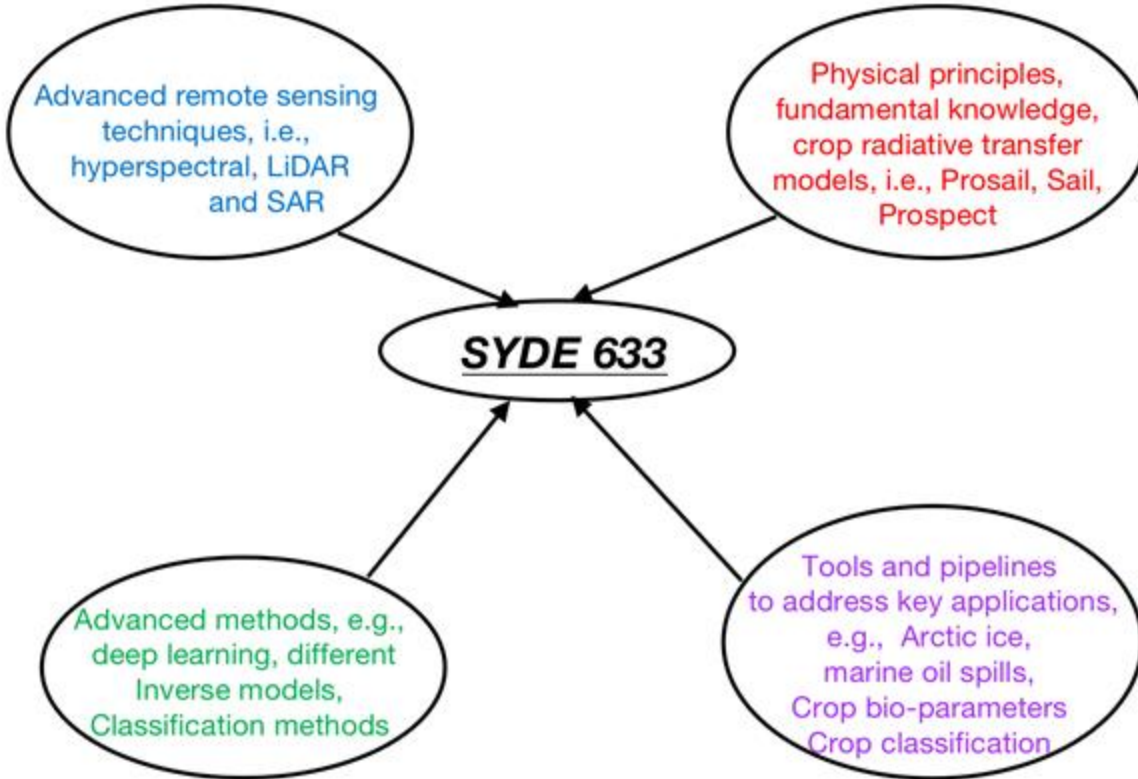 Advanced remote sensing
techniques, i.e.,
hyperspectral, LiDAR
and SAR
Physical principles,
fundamental knowledge,
crop radiative transfer
models, i.e., Prosail, Sail,
Prospect
SYDE 633
Advanced methods, e.g.,
deep learning, different
Inverse models,
Classification methods
Tools and pipelines
to address key applications,
e.g., Arctic ice,
marine oil spills,
Crop bio-parameters
Crop classification